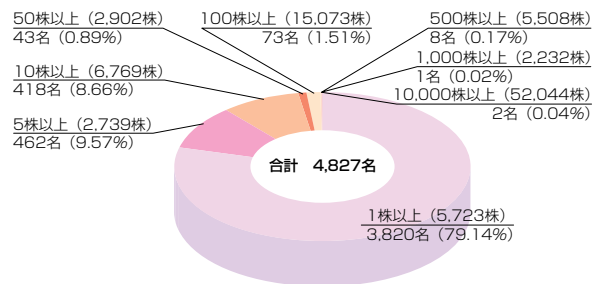 50株以上（2,902株）
43名（0.89%）
100株以上（15,073株）
73名（1.51%）
500株以上（5,508株）
8名（0.17%）
1,000株以上（2,232株）
1名（0.02%）
10,000株以上（52,044株）
2名（0.04%）
10株以上（6,769株）
418名（8.66%）
5株以上（2,739株）
462名（9.57%）
合計　4,827名
1株以上（5,723株）
3,820名（79.14%）